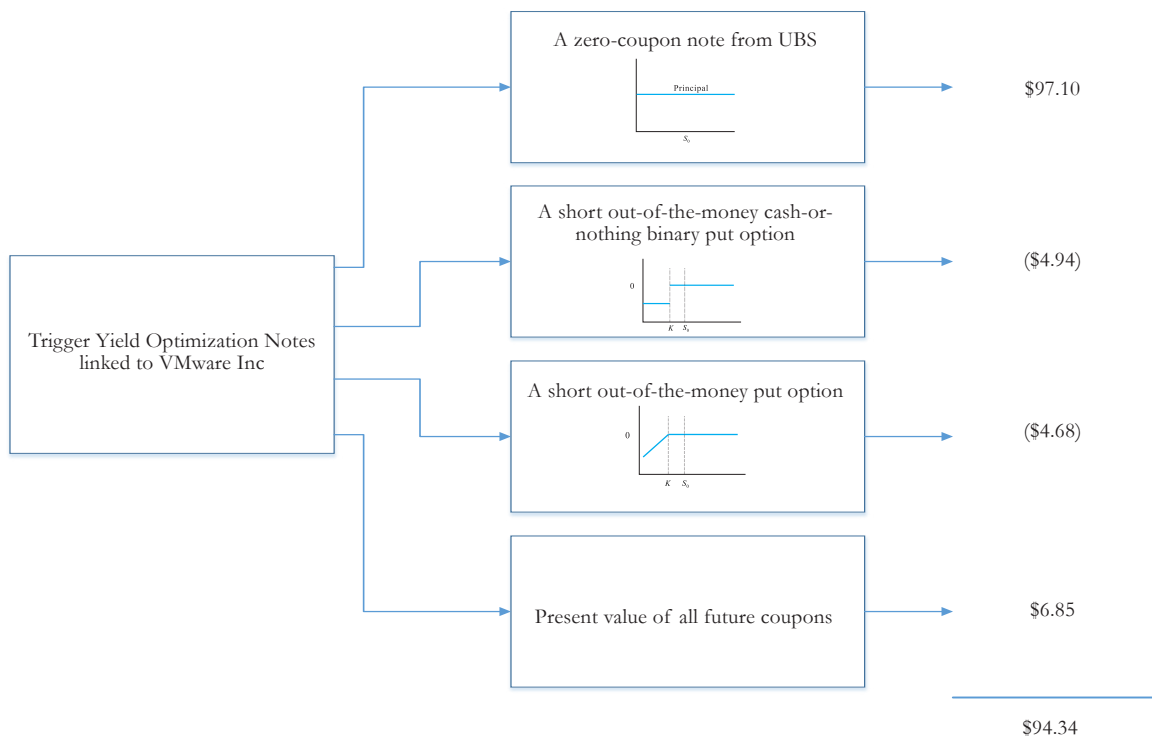 A zero-coupon note from UBS
Principal
S₀
$97.10
A short out-of-the-money cash-or-
nothing binary put option
0
K S₀
($4.94)
Trigger Yield Optimization Notes
linked to VMware Inc
A short out-of-the-money put option
0
K S₀
($4.68)
Present value of all future coupons
$6.85
$94.34